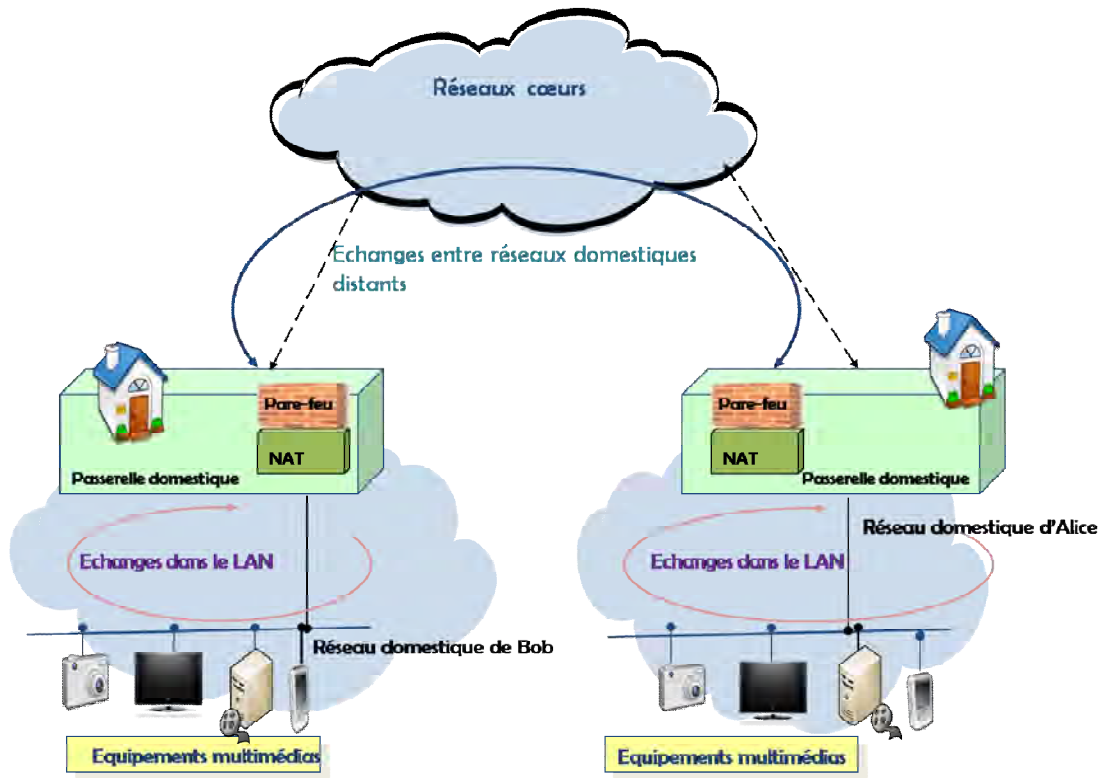 Réseaux cœurs
Echanges entre réseaux domestiques
distants
Pare-feu
NAT
Passerelle domestique
Pare-feu
NAT
Passerelle domestique
Réseau domestique d'Alice
Echanges dans le LAN
Echanges dans le LAN
Réseau domestique de Bob
Equipements multimédias
Equipements multimédias